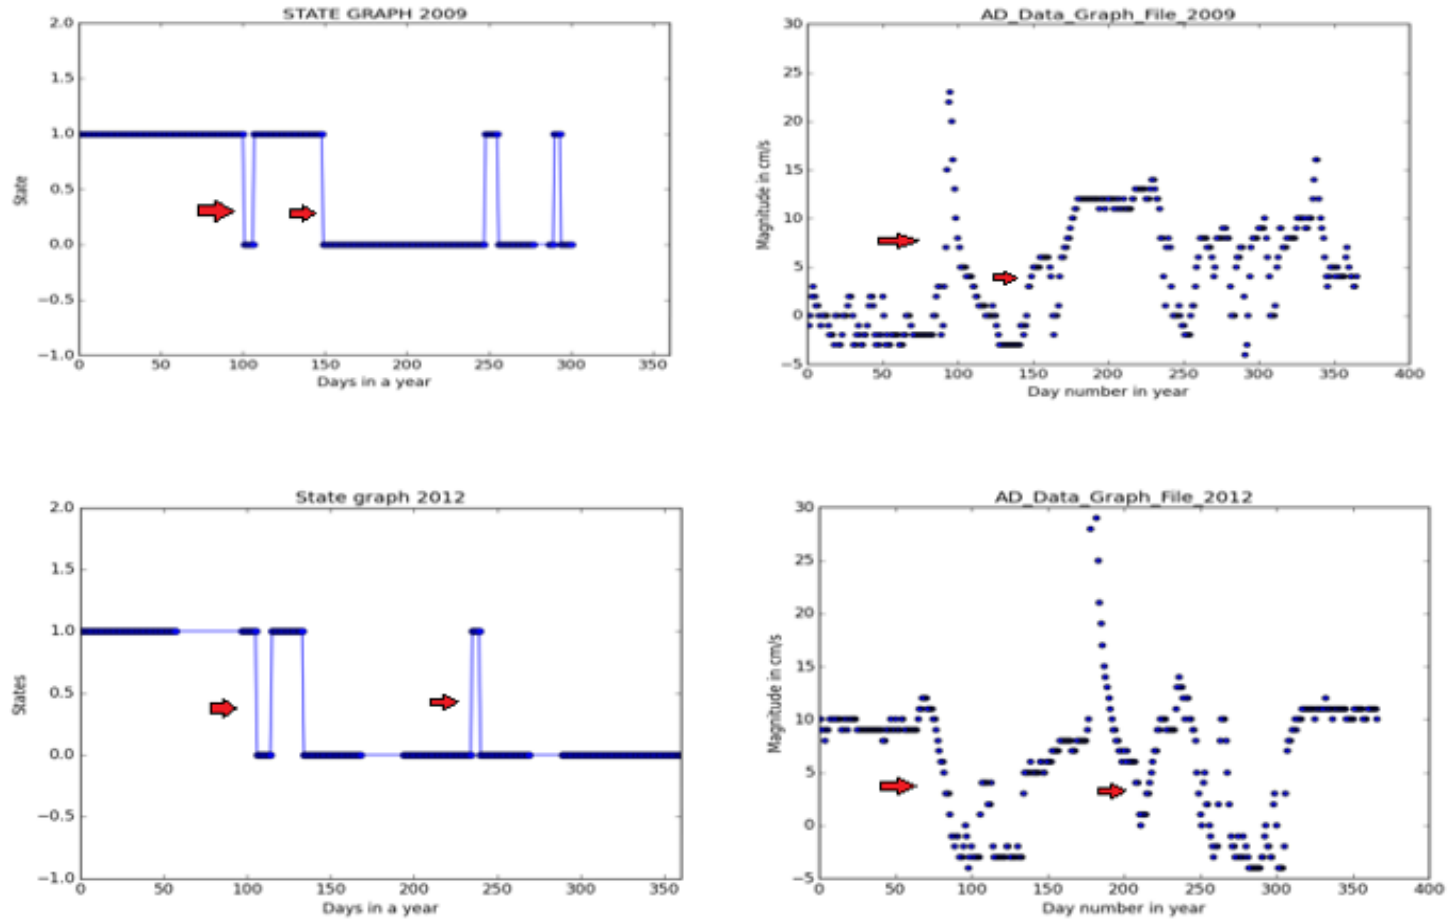 STATE GRAPH 2009
2.0
1.5
1.0
0.5
0.0
−0.5
−1.0
State
0 50 100 150 200 250 300 350
Days in a year
AD_Data_Graph_File_2009
30
25
20
15
10
5
0
−5
Magnitude in cm/s
0 50 100 150 200 250 300 350 400
Day number in year
State graph 2012
2.0
1.5
1.0
0.5
0.0
−0.5
−1.0
States
0 50 100 150 200 250 300 350
Days in a year
AD_Data_Graph_File_2012
30
25
20
15
10
5
0
−5
Magnitude in cm/s
0 50 100 150 200 250 300 350 400
Day number in year